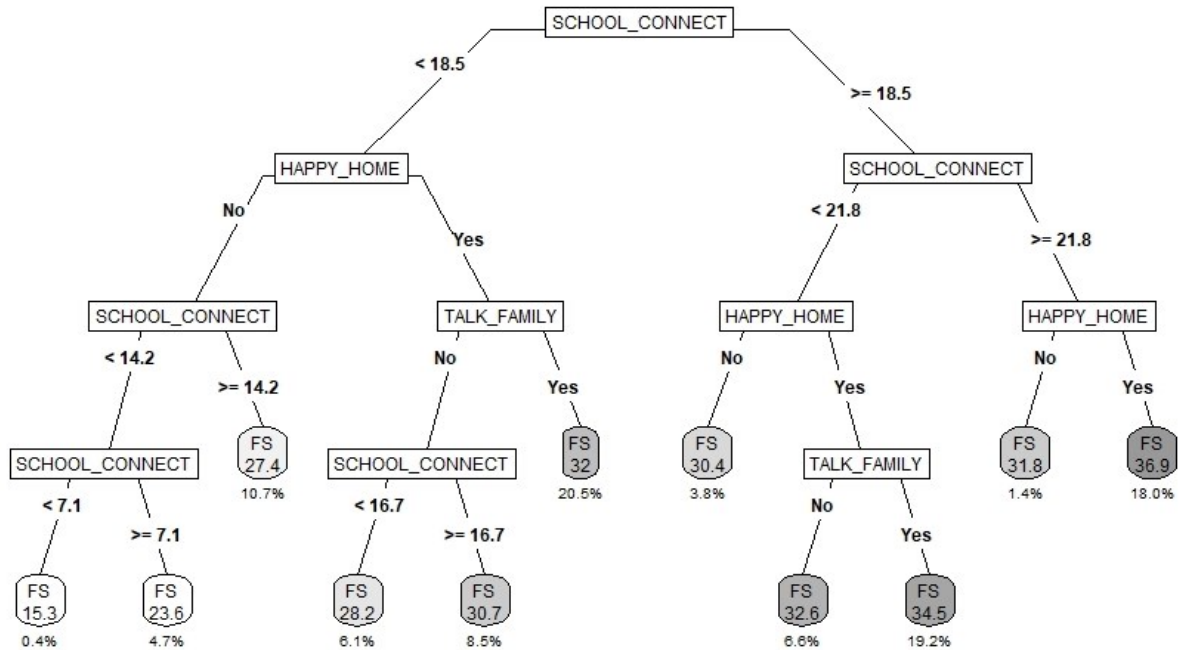 SCHOOL_CONNECT
< 18.5
>= 18.5
HAPPY_HOME
SCHOOL_CONNECT
No
Yes
< 21.8
>= 21.8
SCHOOL_CONNECT
TALK_FAMILY
HAPPY_HOME
HAPPY_HOME
< 14.2
>= 14.2
No
Yes
No
Yes
No
Yes
SCHOOL_CONNECT
FS
27.4
10.7%
SCHOOL_CONNECT
FS
32
20.5%
FS
30.4
3.8%
TALK_FAMILY
FS
31.8
1.4%
FS
36.9
18.0%
< 7.1
>= 7.1
< 16.7
>= 16.7
No
Yes
FS
15.3
0.4%
FS
23.6
4.7%
FS
28.2
6.1%
FS
30.7
8.5%
FS
32.6
6.6%
FS
34.5
19.2%